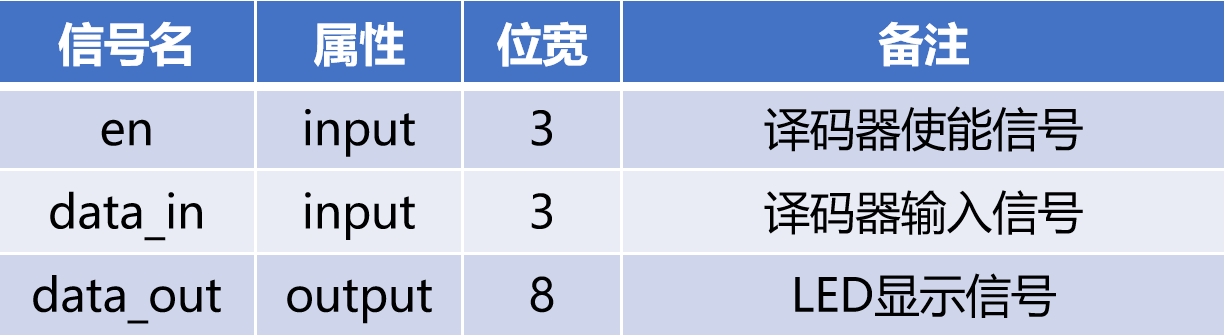 信号名 属性 位宽 备注
en input 3 译码器使能信号
data_in input 3 译码器输入信号
data_out output 8 LED显示信号